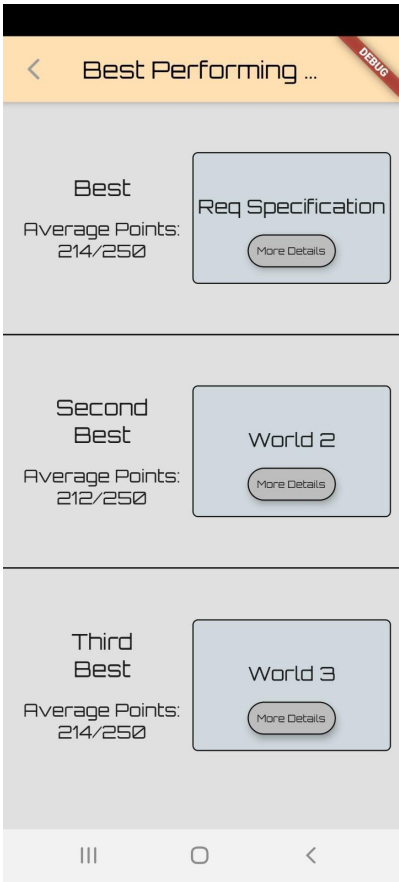 Best Performing ...
DEBUG
Best
Average Points:
214/250
Req Specification
More Details
Second
Best
Average Points:
212/250
World 2
More Details
Third
Best
Average Points:
214/250
World 3
More Details